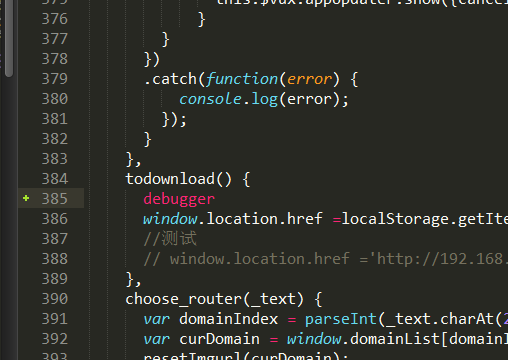 375 this.$vux.appopdater.show({cancel
376 }
377 }
378 })
379 .catch(function(error) {
380 console.log(error);
381 });
382 }
383 },
384 todownload() {
+ 385 debugger
386 window.location.href =localStorage.getIte
387 //测试
388 // window.location.href ='http://192.168.
389 },
390 choose_router(_text) {
391 var domainIndex = parseInt(_text.charAt(2
392 var curDomain = window.domainList[domainI
393 resetImgurl(curDomain);